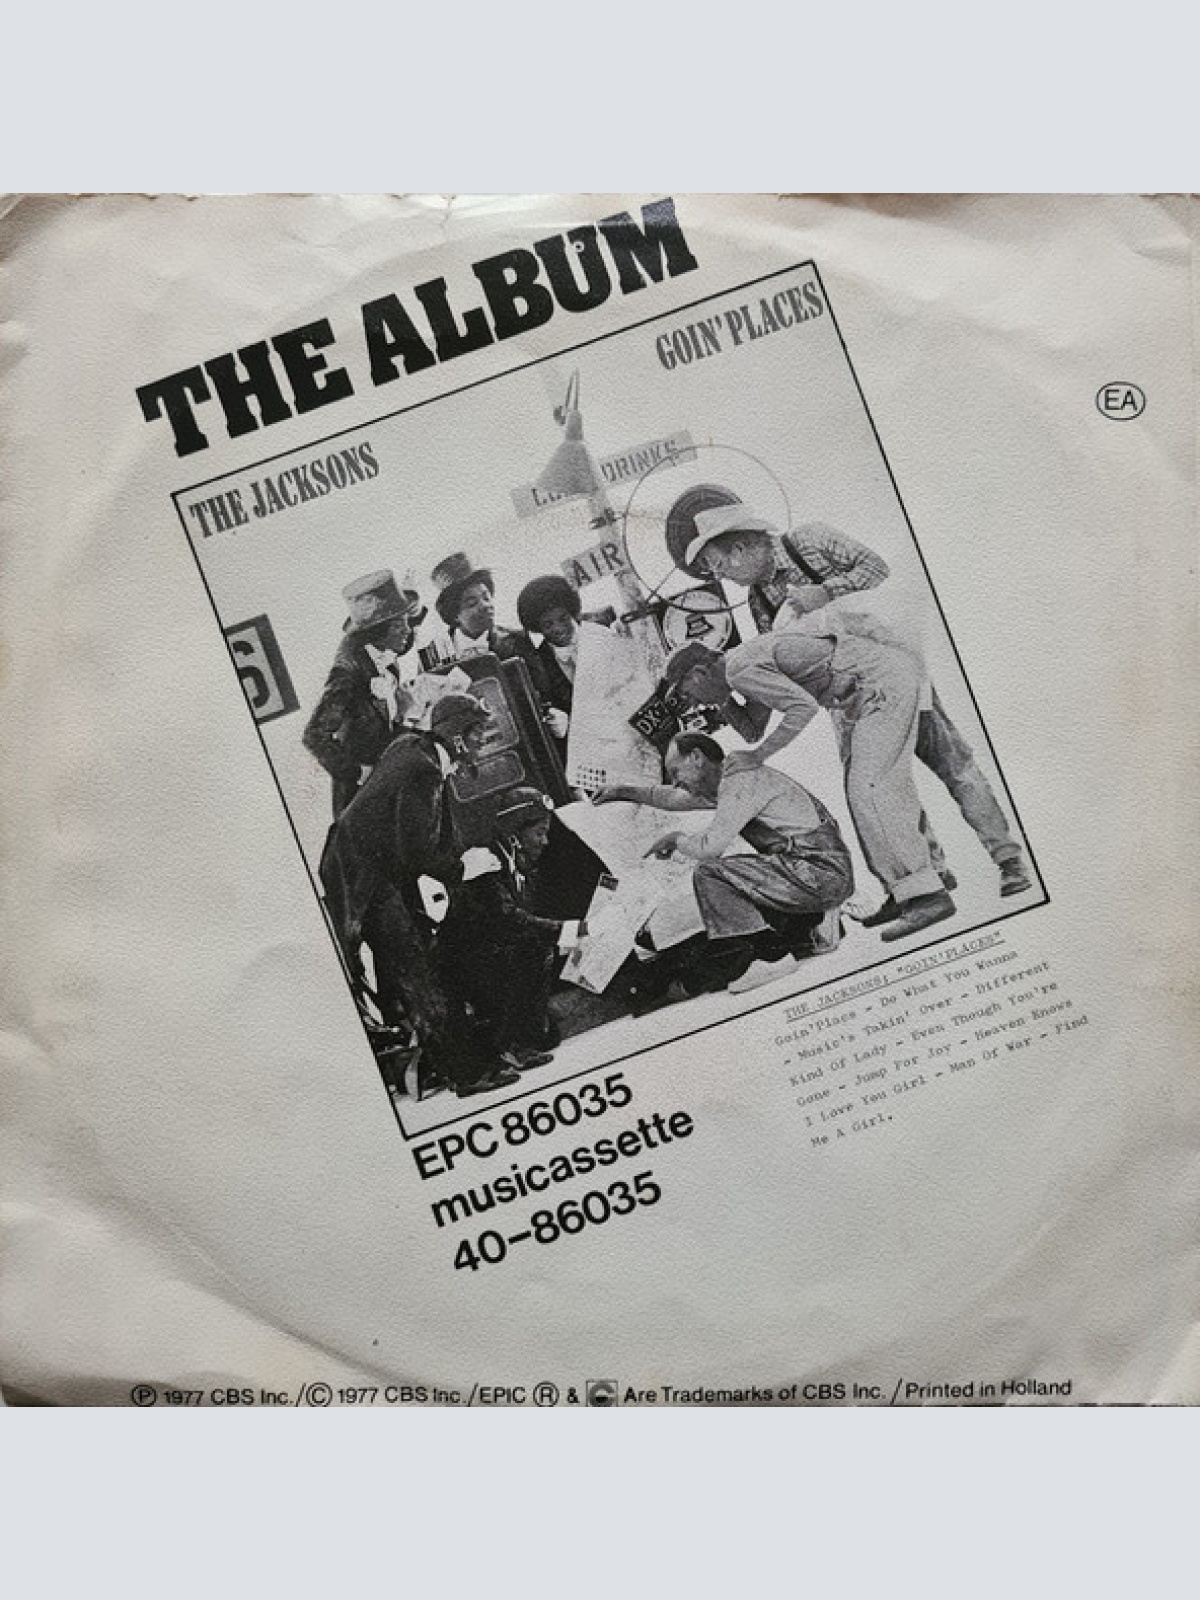 THE ALBUM
THE JACKSONS
GOIN' PLACES
EA
DRINKS
AIR
S
THE JACKSONS; "GOIN'PLACES"
Goin'Place - Do What You Wanna
- Music's Takin' Over - Different
Kind Of Lady - Even Though You're
Gone - Jump For Joy - Heaven Knows
I Love You Girl - Man Of War - Find
Me A Girl.
EPC 86035
musicassette
40-86035
Ⓟ 1977 CBS Inc./Ⓒ 1977 CBS Inc./EPIC Ⓡ & Are Trademarks of CBS Inc./Printed in Holland